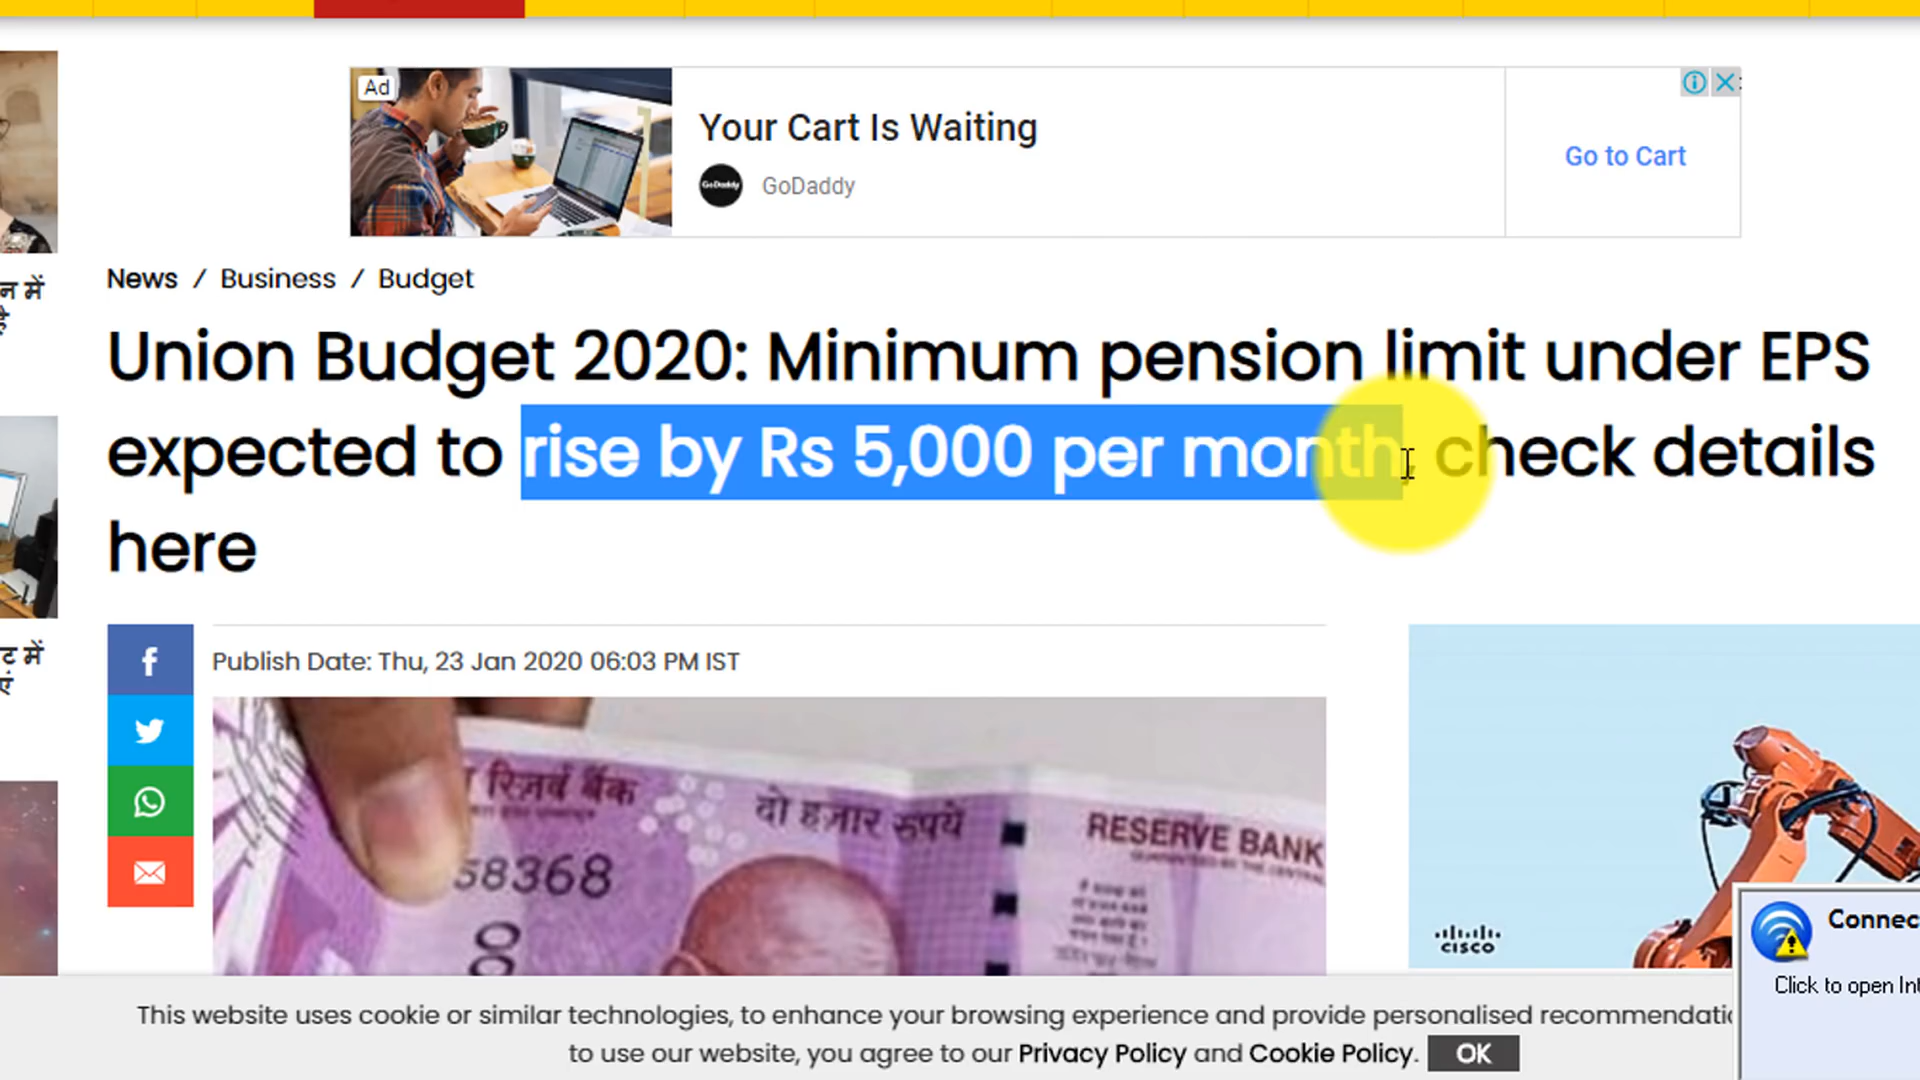 Ad
Your Cart Is Waiting
GoDaddy
GoDaddy
Go to Cart
News / Business / Budget
न में
Union Budget 2020: Minimum pension limit under EPS
expected to rise by Rs 5,000 per month, check details
here
ट में
Publish Date: Thu, 23 Jan 2020 06:03 PM IST
रिज़र्व बैंक
दो हज़ार रुपये
RESERVE BANK
58368
8
cisco
Connec
Click to open Int
This website uses cookie or similar technologies, to enhance your browsing experience and provide personalised recommendatio
to use our website, you agree to our Privacy Policy and Cookie Policy. OK